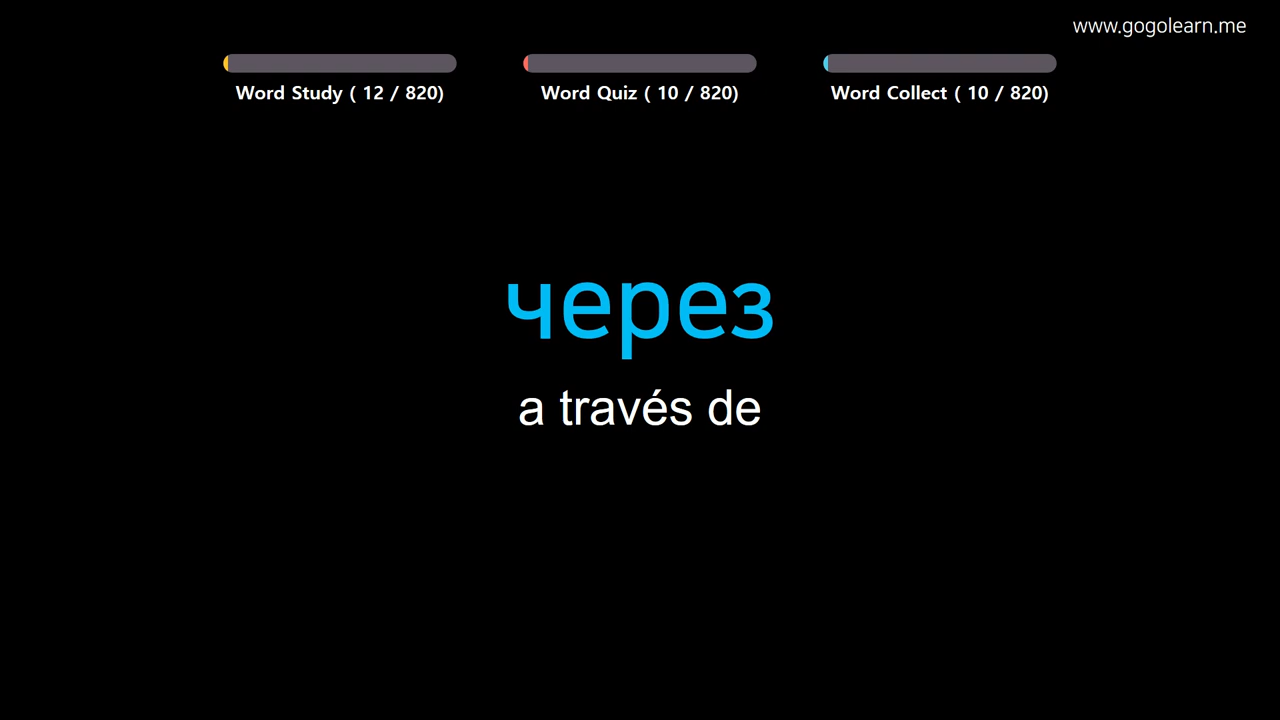 www.gogolearn.me
Word Study ( 12 / 820)
Word Quiz ( 10 / 820)
Word Collect ( 10 / 820)
через
a través de